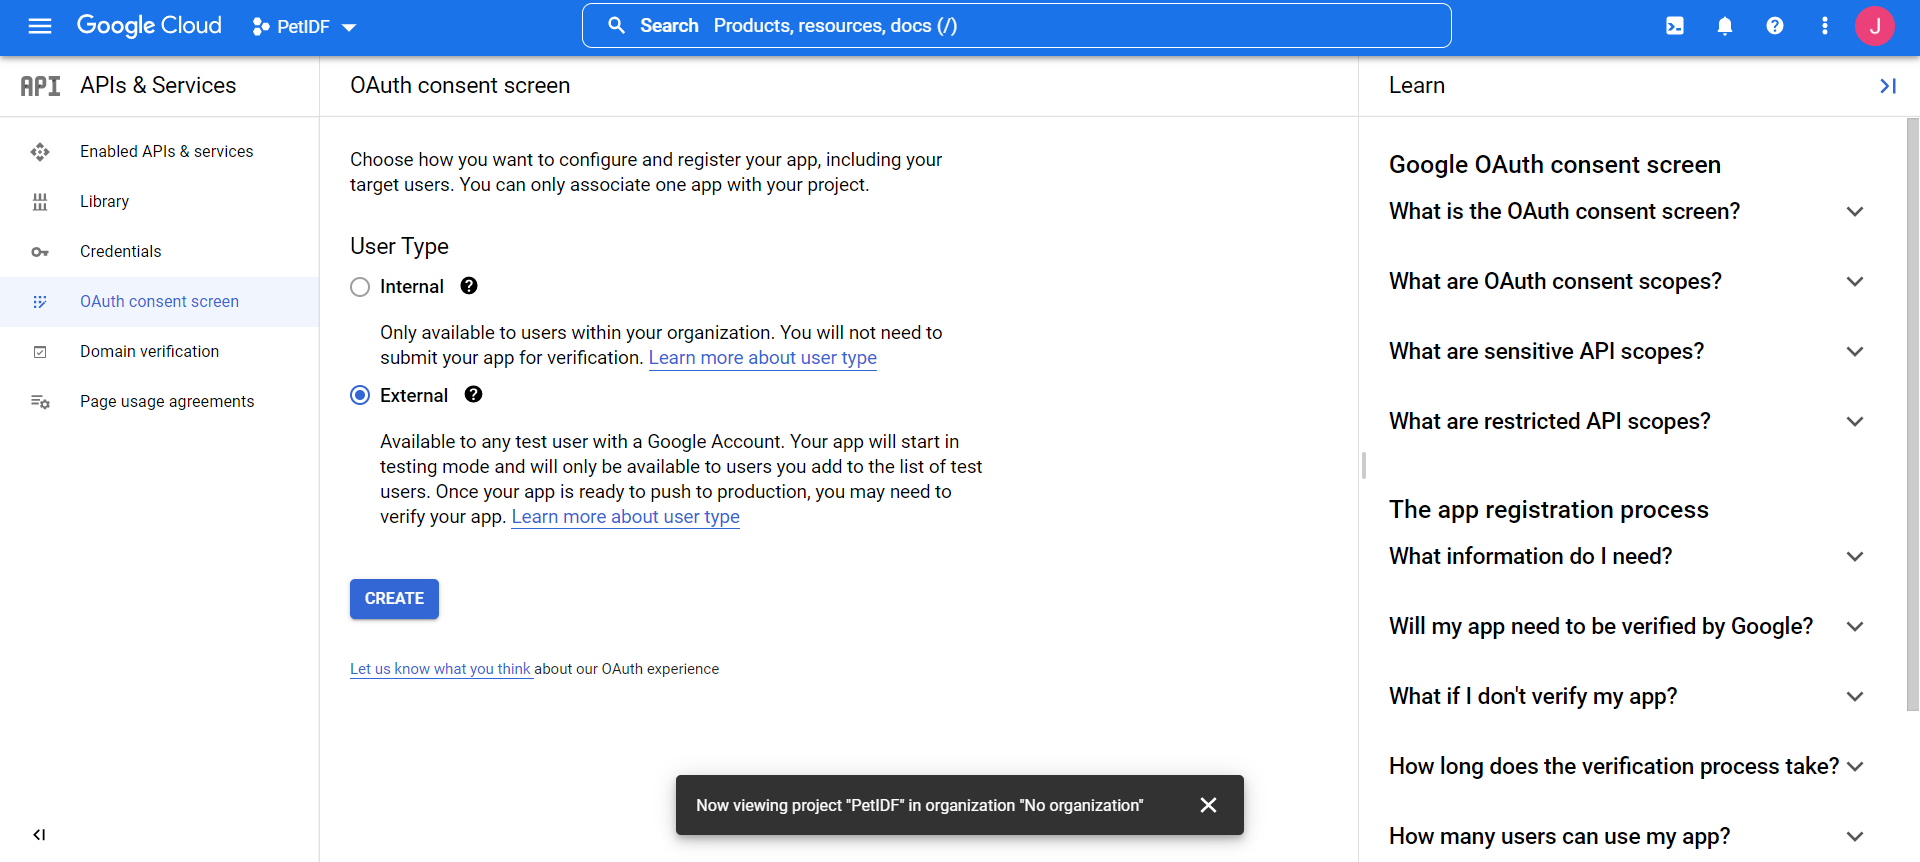 Google Cloud
PetIDF
Search Products, resources, docs (/)
J
API APIs & Services
Enabled APIs & services
Library
Credentials
OAuth consent screen
Domain verification
Page usage agreements
OAuth consent screen
Choose how you want to configure and register your app, including your
target users. You can only associate one app with your project.
User Type
Internal
Only available to users within your organization. You will not need to
submit your app for verification. Learn more about user type
External
Available to any test user with a Google Account. Your app will start in
testing mode and will only be available to users you add to the list of test
users. Once your app is ready to push to production, you may need to
verify your app. Learn more about user type
CREATE
Let us know what you think about our OAuth experience
Learn
Google OAuth consent screen
What is the OAuth consent screen?
What are OAuth consent scopes?
What are sensitive API scopes?
What are restricted API scopes?
The app registration process
What information do I need?
Will my app need to be verified by Google?
What if I don't verify my app?
How long does the verification process take?
How many users can use my app?
Now viewing project "PetIDF" in organization "No organization"